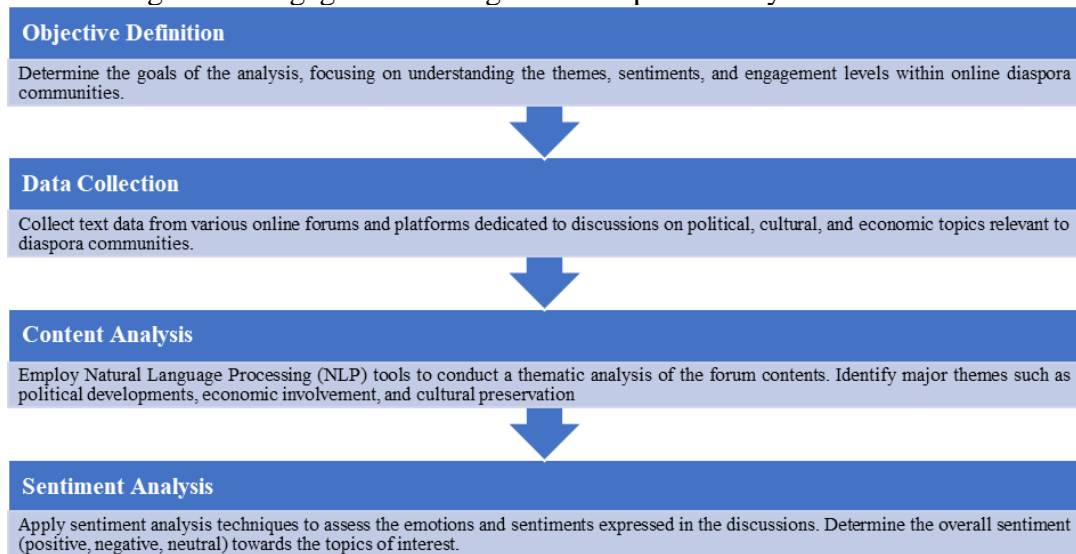 Objective Definition
Determine the goals of the analysis, focusing on understanding the themes, sentiments, and engagement levels within online diaspora
communities.
Data Collection
Collect text data from various online forums and platforms dedicated to discussions on political, cultural, and economic topics relevant to
diaspora communities.
Content Analysis
Employ Natural Language Processing (NLP) tools to conduct a thematic analysis of the forum contents. Identify major themes such as
political developments, economic involvement, and cultural preservation
Sentiment Analysis
Apply sentiment analysis techniques to assess the emotions and sentiments expressed in the discussions. Determine the overall sentiment
(positive, negative, neutral) towards the topics of interest.